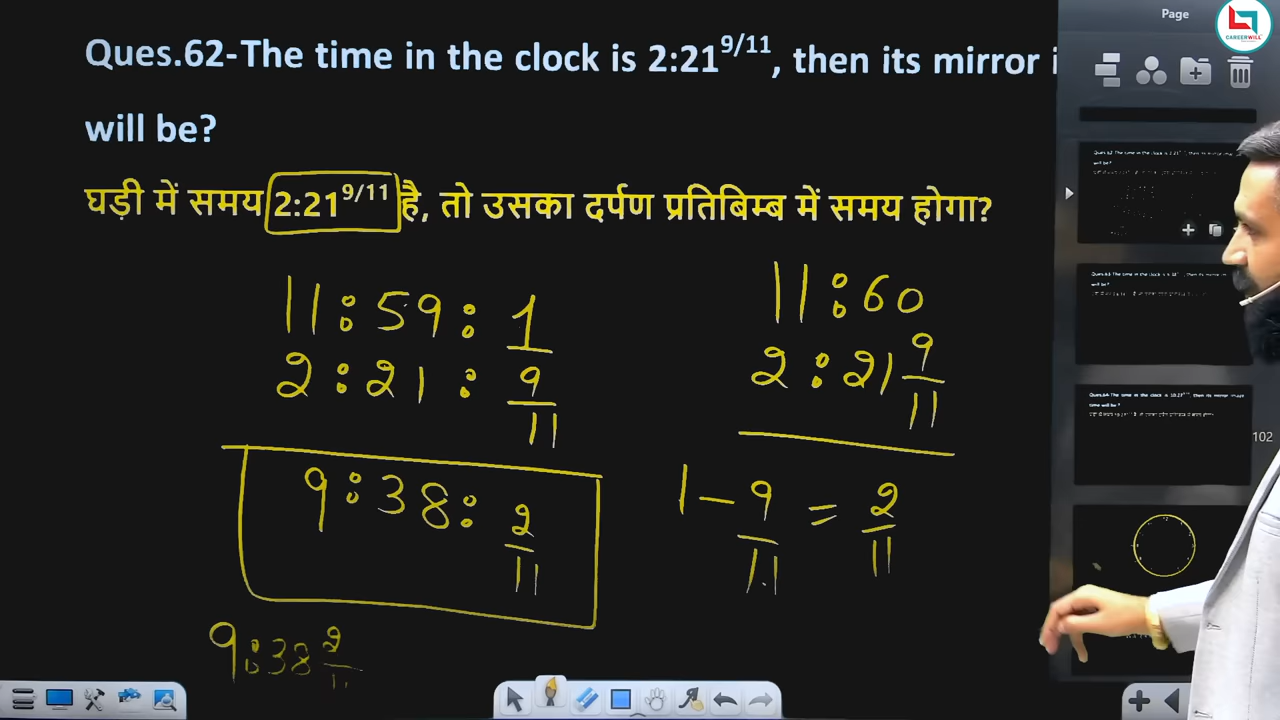 Ques.62-The time in the clock is 2:21^9/11, then its mirror
will be?
घड़ी में समय 2:21^9/11 है, तो उसका दर्पण प्रतिबिम्ब में समय होगा?
11:59:1
2:21:9/11
9:38:2/11
9:38 2/11
11:60
2:21 9/11
1-9/11 = 2/11
Page
CAREERWILL
102